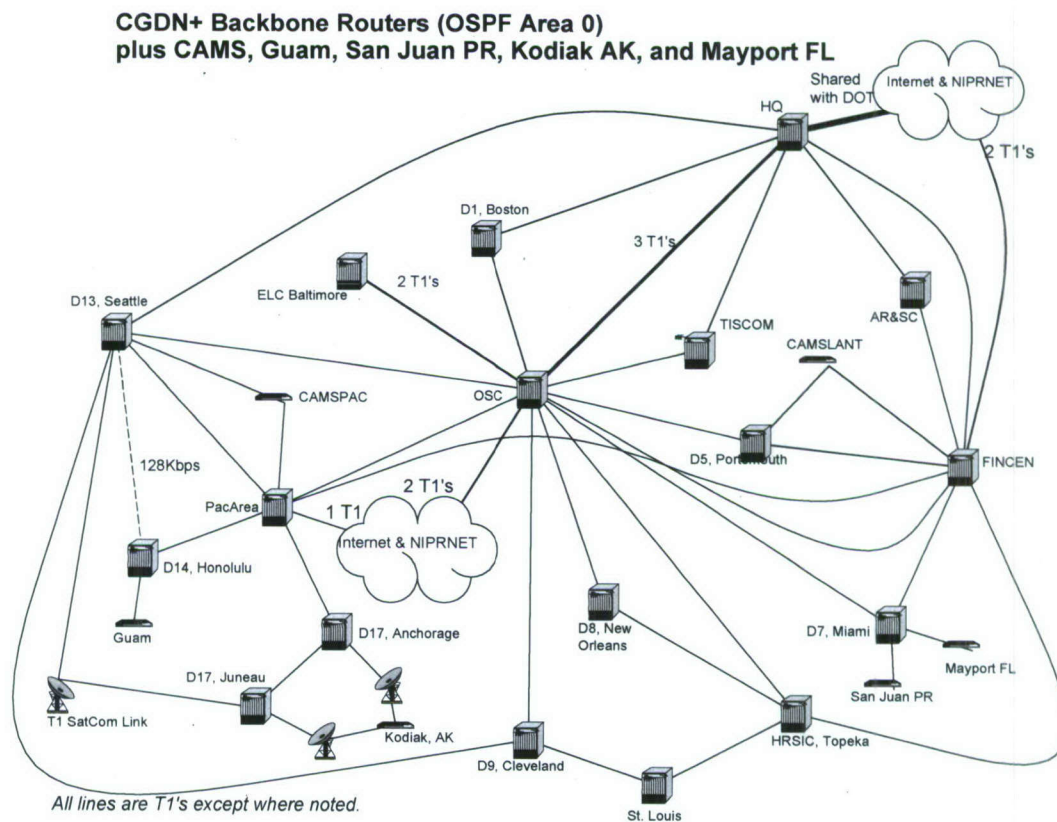 CGDN+ Backbone Routers (OSPF Area 0)
plus CAMS, Guam, San Juan PR, Kodiak AK, and Mayport FL
Shared
with DOT
Internet & NIPRNET
HQ
2 T1's
D1, Boston
3 T1's
2 T1's
ELC Baltimore
D13, Seattle
AR&SC
TISCOM
CAMSLANT
OSC
CAMSPAC
D5, Portsmouth
FINCEN
128Kbps
2 T1's
PacArea
1 T1
Internet & NIPRNET
D14, Honolulu
Guam
D17, Anchorage
D8, New
Orleans
D7, Miami
Mayport FL
San Juan PR
D17, Juneau
T1 SatCom Link
Kodiak, AK
D9, Cleveland
HRSIC, Topeka
St. Louis
All lines are T1's except where noted.